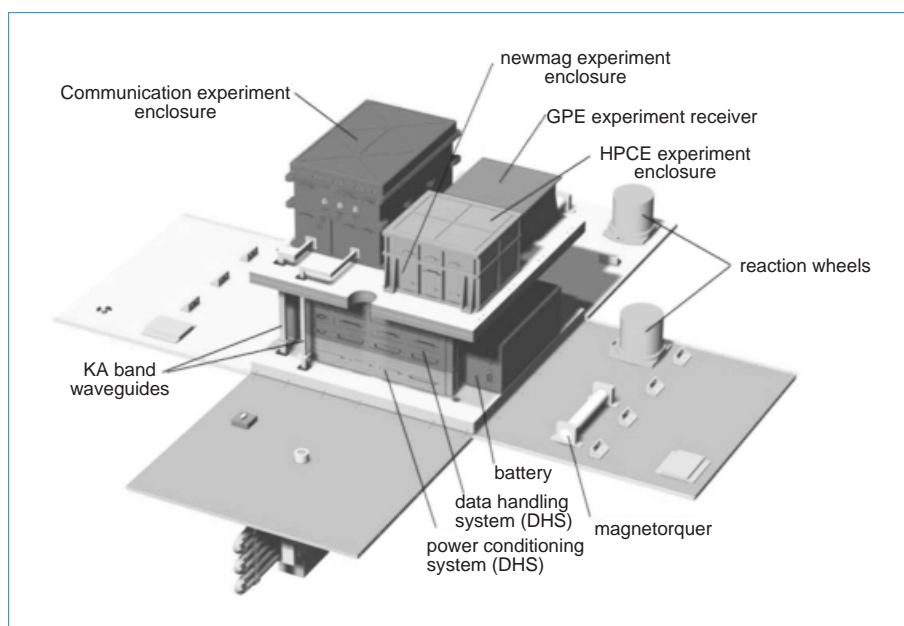 newmag experiment
enclosure
Communication experiment
enclosure
GPE experiment receiver
HPCE experiment
enclosure
reaction wheels
KA band
waveguides
battery
data handling
system (DHS)
magnetorquer
power conditioning
system (DHS)